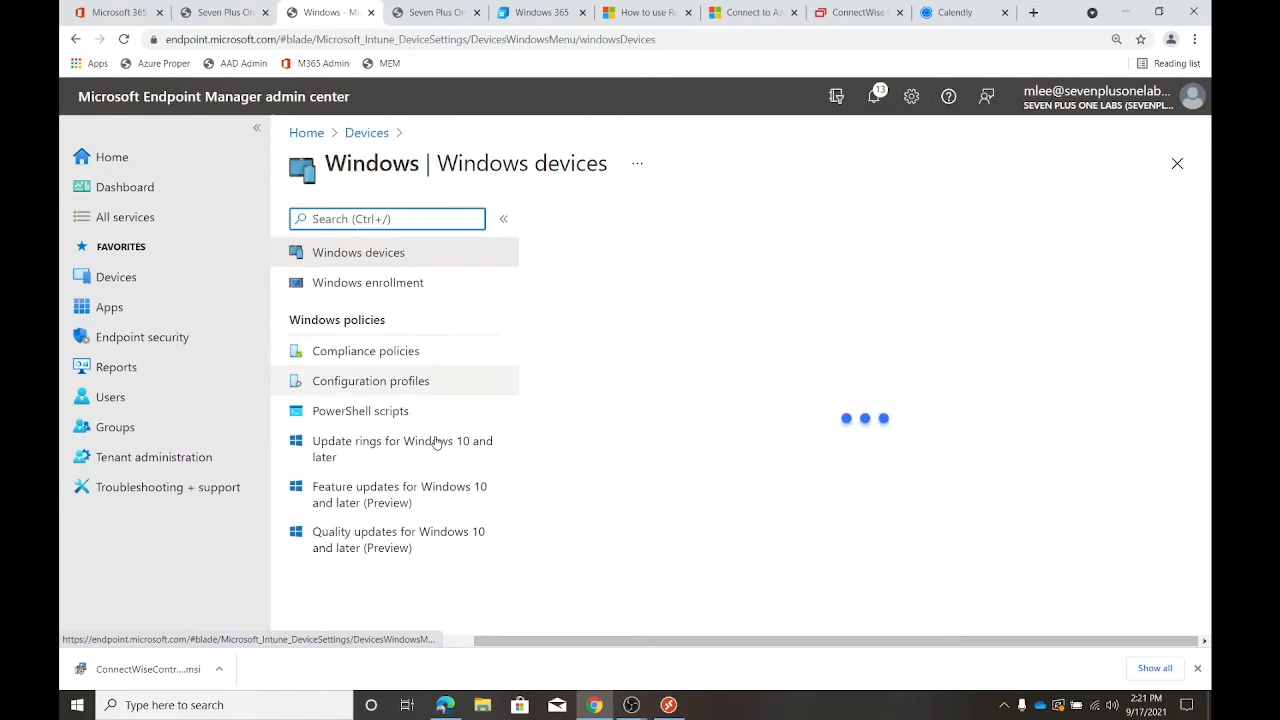 Microsoft 365
Seven Plus On
Windows - Mi
Seven Plus On
Windows 365
How to use Re
Connect to Az
ConnectWise C
Calendly
endpoint.microsoft.com/#blade/Microsoft_Intune_DeviceSettings/DevicesWindowsMenu/windowsDevices
Apps
Azure Proper
AAD Admin
M365 Admin
MEM
Reading list
Microsoft Endpoint Manager admin center
13
mlee@sevenplusonelab...
SEVEN PLUS ONE LABS (SEVENPL...
Home
Dashboard
All services
FAVORITES
Devices
Apps
Endpoint security
Reports
Users
Groups
Tenant administration
Troubleshooting + support
Home > Devices >
Windows | Windows devices ...
Search (Ctrl+/)
Windows devices
Windows enrollment
Windows policies
Compliance policies
Configuration profiles
PowerShell scripts
Update rings for Windows 10 and
later
Feature updates for Windows 10
and later (Preview)
Quality updates for Windows 10
and later (Preview)
https://endpoint.microsoft.com/#blade/Microsoft_Intune_DeviceSettings/DevicesWindowsM...
ConnectWiseContr....msi
Show all
Type here to search
2:21 PM
9/17/2021